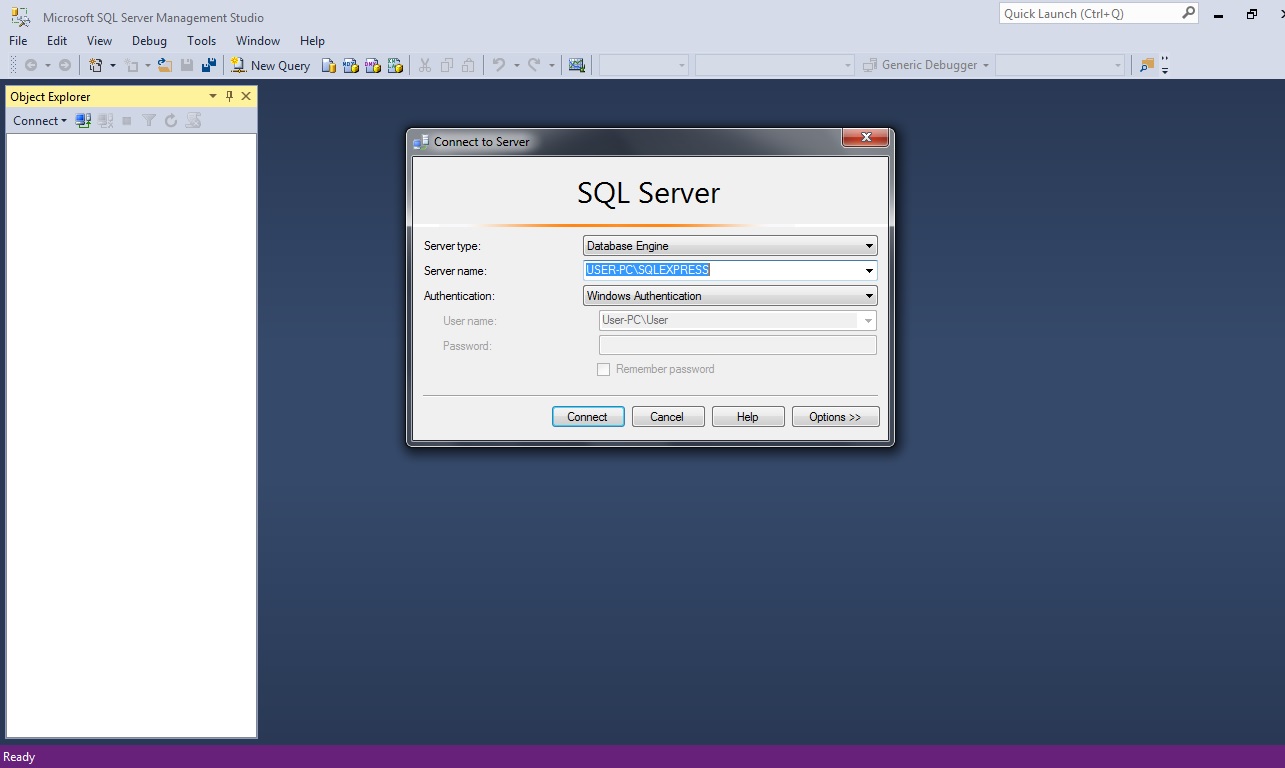 Microsoft SQL Server Management Studio
Quick Launch (Ctrl+Q)
File Edit View Debug Tools Window Help
New Query
Generic Debugger
Object Explorer
Connect
Connect to Server
SQL Server
Server type: Database Engine
Server name: USER-PC\SQLEXPRESS
Authentication: Windows Authentication
User name: User-PC\User
Password:
Remember password
Connect Cancel Help Options >>
Ready